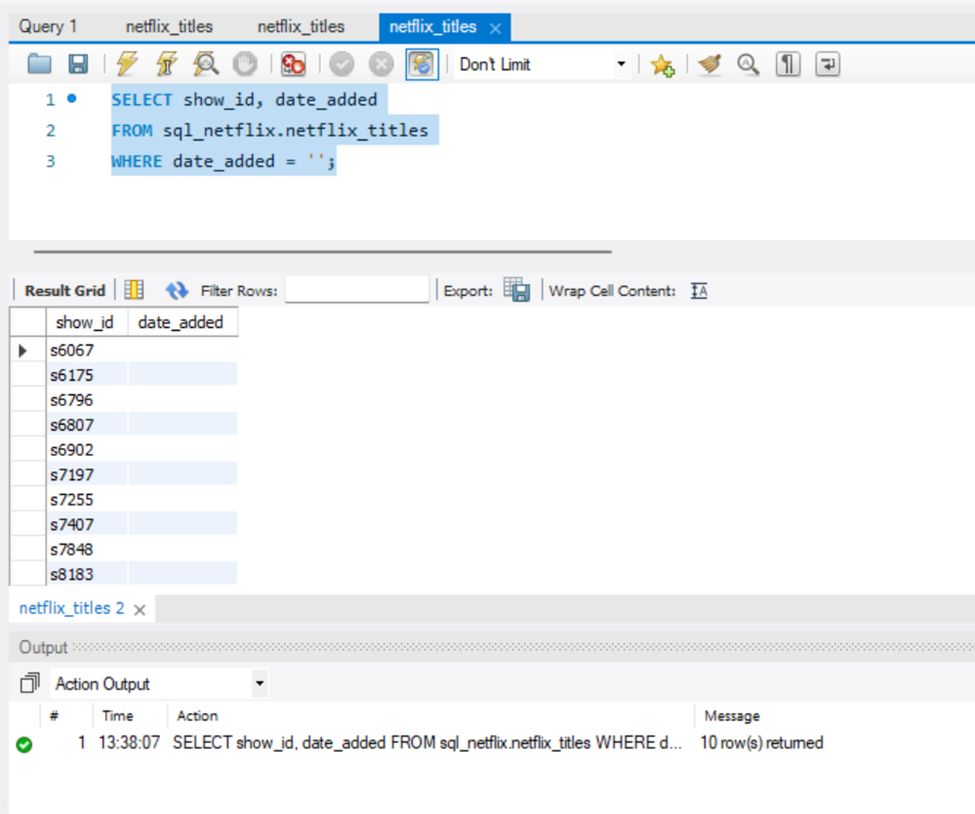 Query 1 netflix_titles netflix_titles netflix_titles
Don't Limit
1 SELECT show_id, date_added
2 FROM sql_netflix.netflix_titles
3 WHERE date_added = '';
Result Grid Filter Rows: Export: Wrap Cell Content: IA
show_id date_added
s6067
s6175
s6796
s6807
s6902
s7197
s7255
s7407
s7848
s8183
netflix_titles 2
Output
Action Output
# Time Action Message
1 13:38:07 SELECT show_id, date_added FROM sql_netflix.netflix_titles WHERE d... 10 row(s) returned